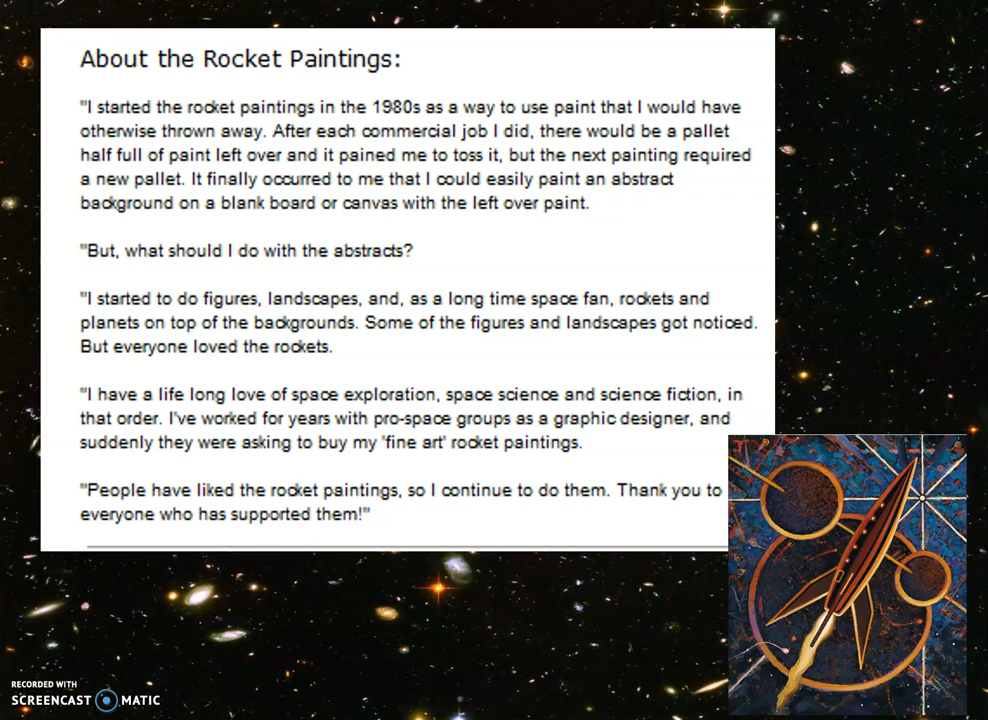 About the Rocket Paintings:
"I started the rocket paintings in the 1980s as a way to use paint that I would have
otherwise thrown away. After each commercial job I did, there would be a pallet
half full of paint left over and it pained me to toss it, but the next painting required
a new pallet. It finally occurred to me that I could easily paint an abstract
background on a blank board or canvas with the left over paint.
"But, what should I do with the abstracts?
"I started to do figures, landscapes, and, as a long time space fan, rockets and
planets on top of the backgrounds. Some of the figures and landscapes got noticed.
But everyone loved the rockets.
"I have a life long love of space exploration, space science and science fiction, in
that order. I've worked for years with pro-space groups as a graphic designer, and
suddenly they were asking to buy my 'fine art' rocket paintings.
"People have liked the rocket paintings, so I continue to do them. Thank you to
everyone who has supported them!"
RECORDED WITH
SCREENCAST MATIC